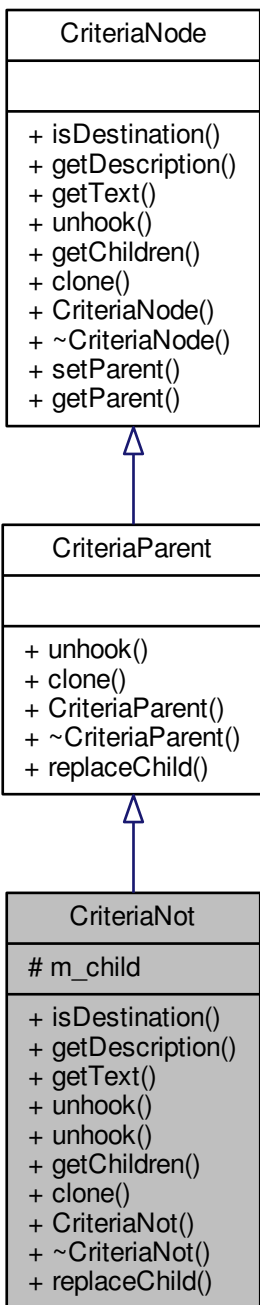 CriteriaNode
+ isDestination()
+ getDescription()
+ getText()
+ unhook()
+ getChildren()
+ clone()
+ CriteriaNode()
+ ~CriteriaNode()
+ setParent()
+ getParent()
CriteriaParent
+ unhook()
+ clone()
+ CriteriaParent()
+ ~CriteriaParent()
+ replaceChild()
CriteriaNot
# m_child
+ isDestination()
+ getDescription()
+ getText()
+ unhook()
+ unhook()
+ getChildren()
+ clone()
+ CriteriaNot()
+ ~CriteriaNot()
+ replaceChild()